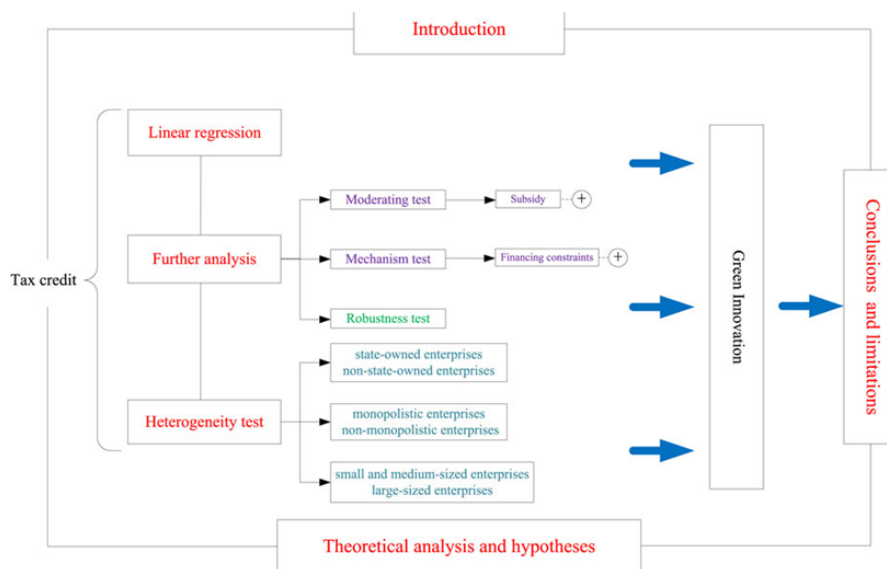 Introduction
Tax credit
Linear regression
Further analysis
Heterogeneity test
Moderating test
Subsidy
+
Mechanism test
Financing constraints
+
Robustness test
state-owned enterprises
non-state-owned enterprises
monopolistic enterprises
non-monopolistic enterprises
small and medium-sized enterprises
large-sized enterprises
Green Innovation
Conclusions and limitations
Theoretical analysis and hypotheses